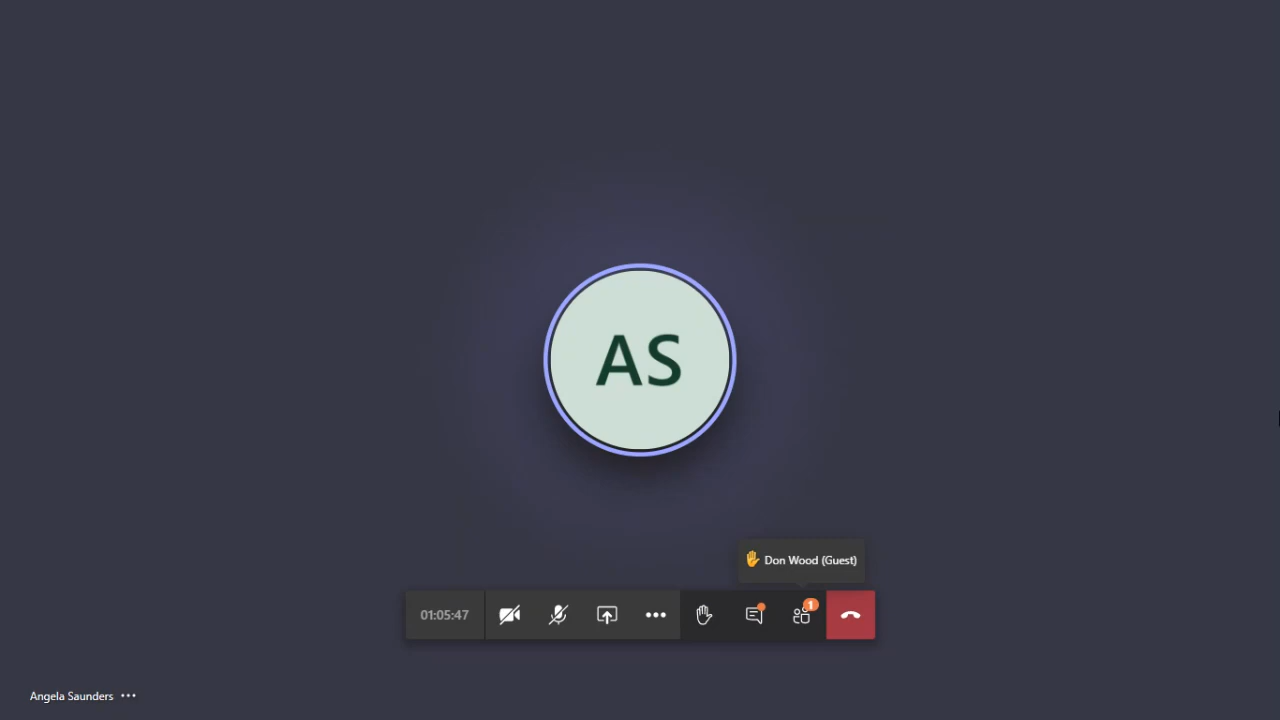 AS
✋ Don Wood (Guest)
01:05:47
1
Angela Saunders